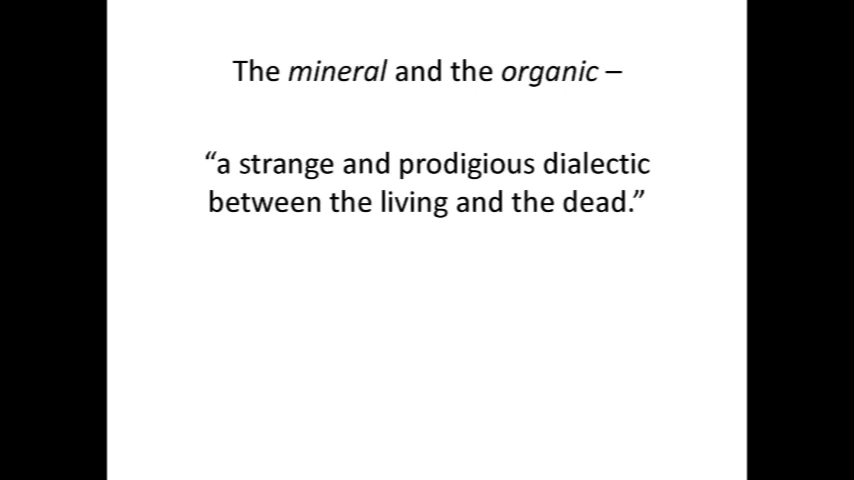 The mineral and the organic –
“a strange and prodigious dialectic
between the living and the dead.”